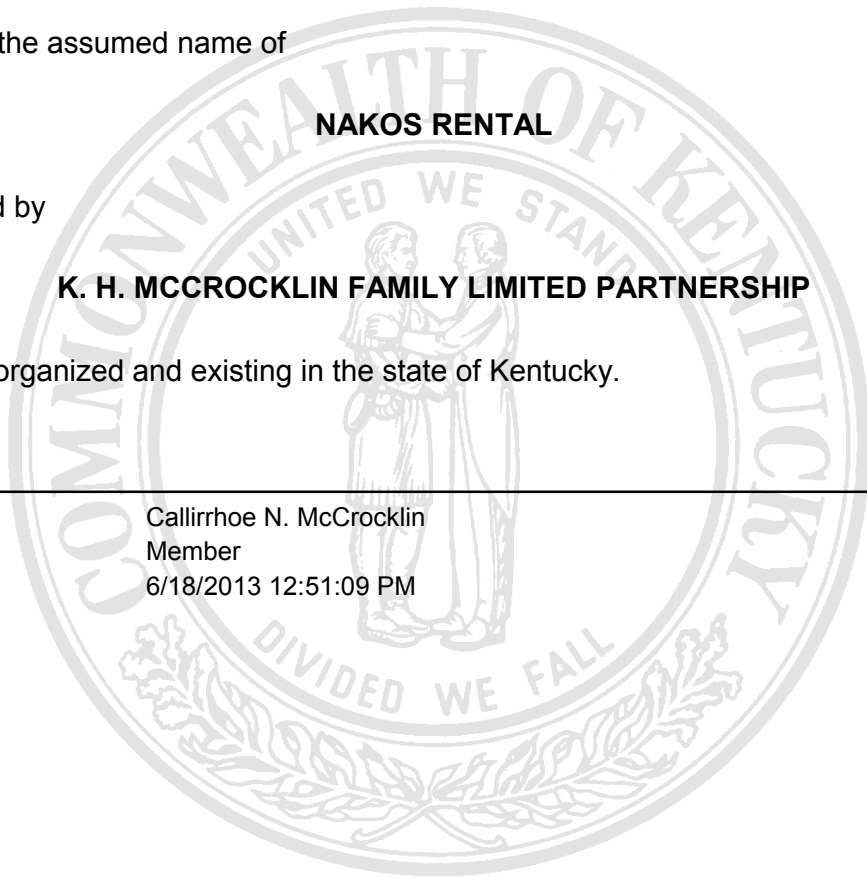 the assumed name of
NAKOS RENTAL
d by
K. H. MCCROCKLIN FAMILY LIMITED PARTNERSHIP
organized and existing in the state of Kentucky.
Callirrhoe N. McCrocklin
Member
6/18/2013 12:51:09 PM
COMMONWEALTH OF KENTUCKY
UNITED WE STAND
DIVIDED WE FALL